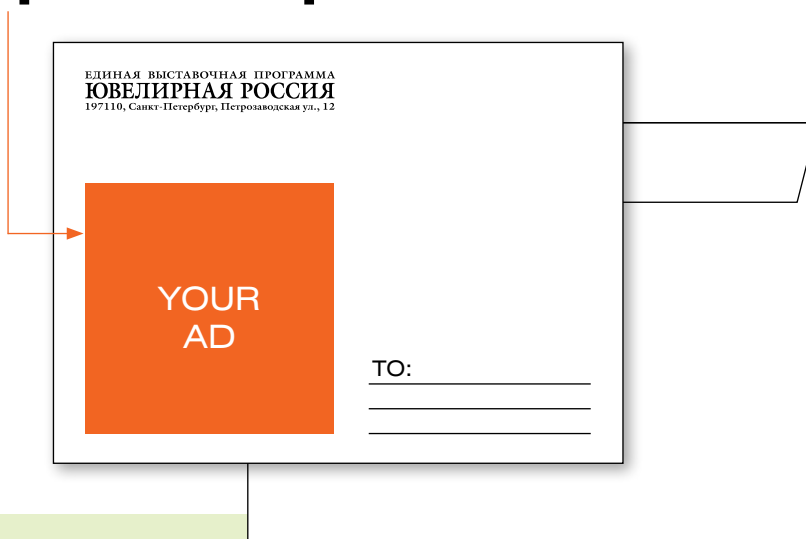 ЕДИНАЯ ВЫСТАВОЧНАЯ ПРОГРАММА
ЮВЕЛИРНАЯ РОССИЯ
197110, Санкт-Петербург, Петрозаводская ул., 12
YOUR
AD
TO: